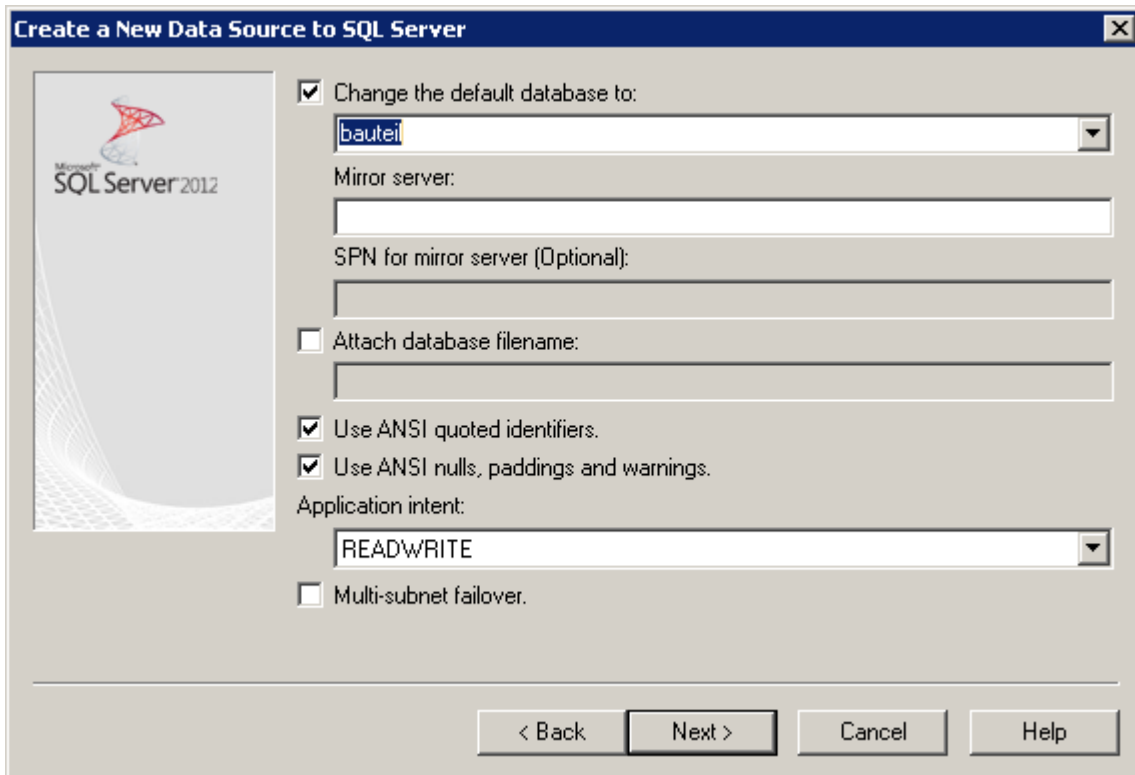 Create a New Data Source to SQL Server
Microsoft®
SQL Server 2012
Change the default database to:
bauteil
Mirror server:
SPN for mirror server (Optional):
Attach database filename:
Use ANSI quoted identifiers.
Use ANSI nulls, paddings and warnings.
Application intent:
READWRITE
Multi-subnet failover.
< Back Next > Cancel Help